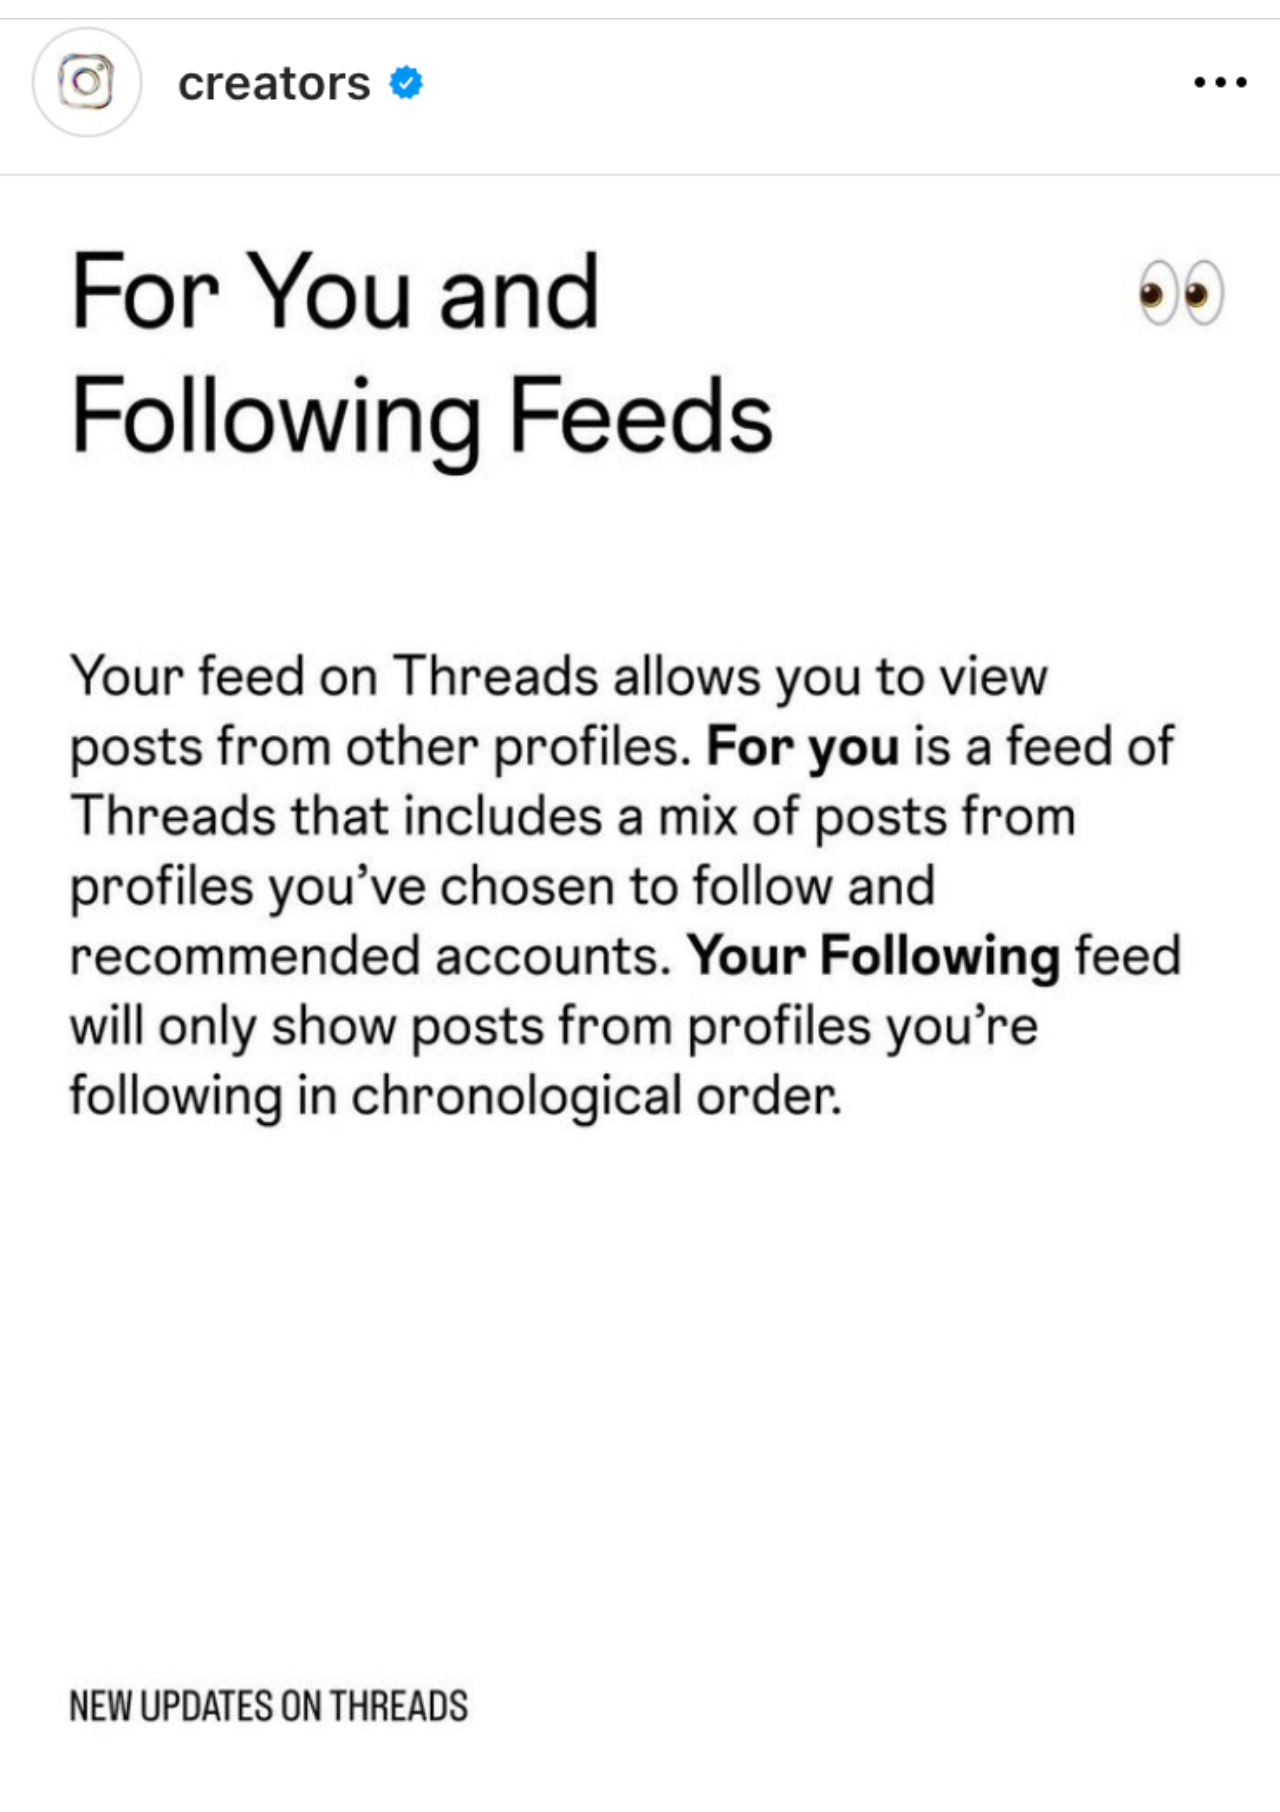 creators
For You and
Following Feeds
Your feed on Threads allows you to view
posts from other profiles. For you is a feed of
Threads that includes a mix of posts from
profiles you’ve chosen to follow and
recommended accounts. Your Following feed
will only show posts from profiles you’re
following in chronological order.
NEW UPDATES ON THREADS